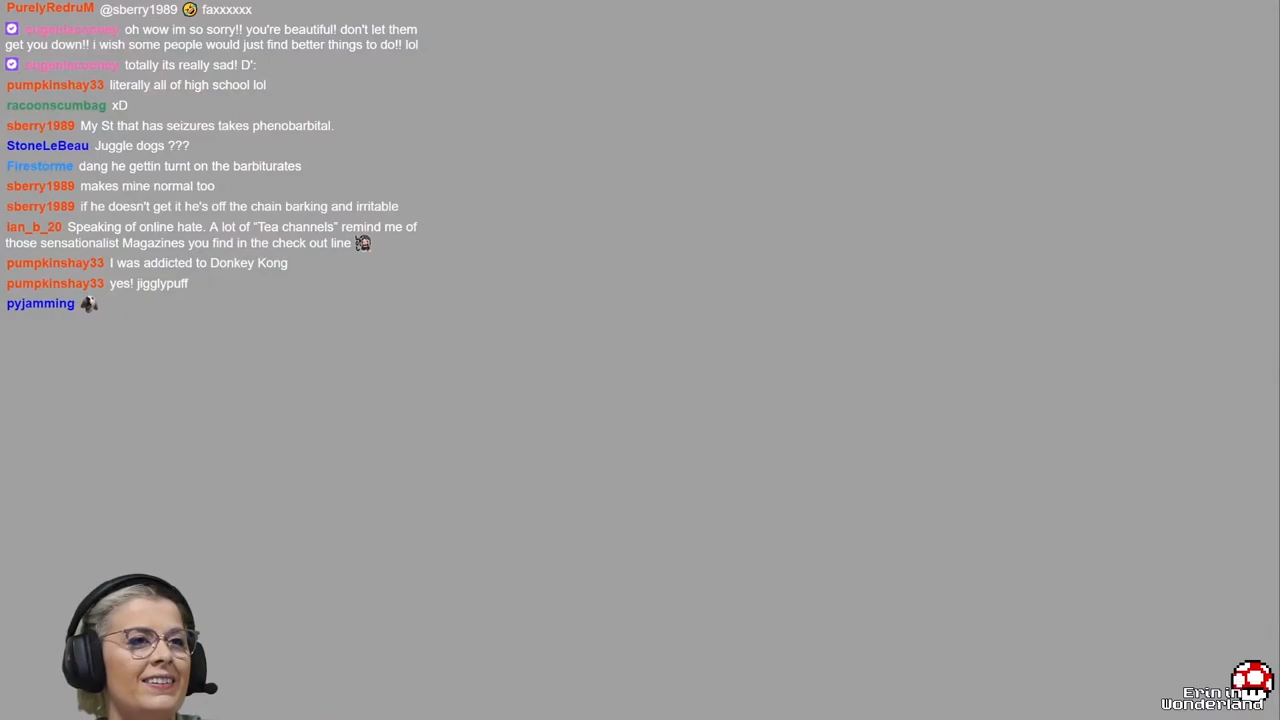 PurelyRedruM @sberry1989 🤣 faxxxxxx
oh wow im so sorry!! you're beautiful! don't let them
get you down!! i wish some people would just find better things to do!! lol
totally its really sad! D':
pumpkinshay33 literally all of high school lol
racoonscumbag xD
sberry1989 My St that has seizures takes phenobarbital.
StoneLeBeau Juggle dogs ???
Firestorme dang he gettin turnt on the barbiturates
sberry1989 makes mine normal too
sberry1989 if he doesn't get it he's off the chain barking and irritable
ian_b_20 Speaking of online hate. A lot of “Tea channels” remind me of
those sensationalist Magazines you find in the check out line
pumpkinshay33 I was addicted to Donkey Kong
pumpkinshay33 yes! jigglypuff
pyjamming
Erin in
Wonderland